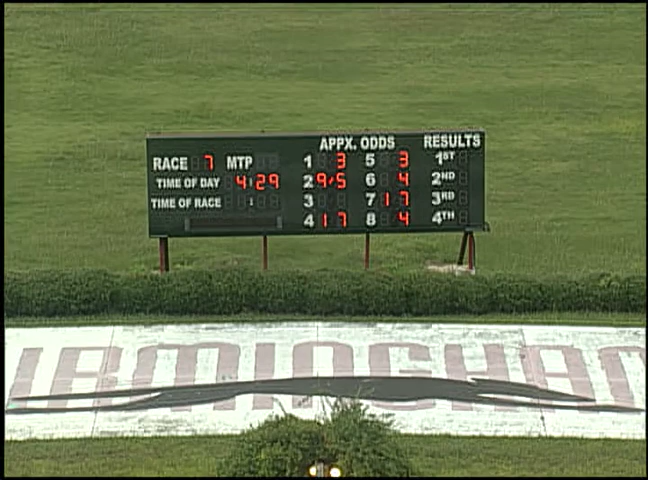 APPX. ODDS RESULTS
RACE 7 MTP 1 3 5 3 1ST
TIME OF DAY 4:29 2 9/5 6 4 2ND
TIME OF RACE : 3 7 17 3RD
4 17 8 4 4TH
IRMINGHAM